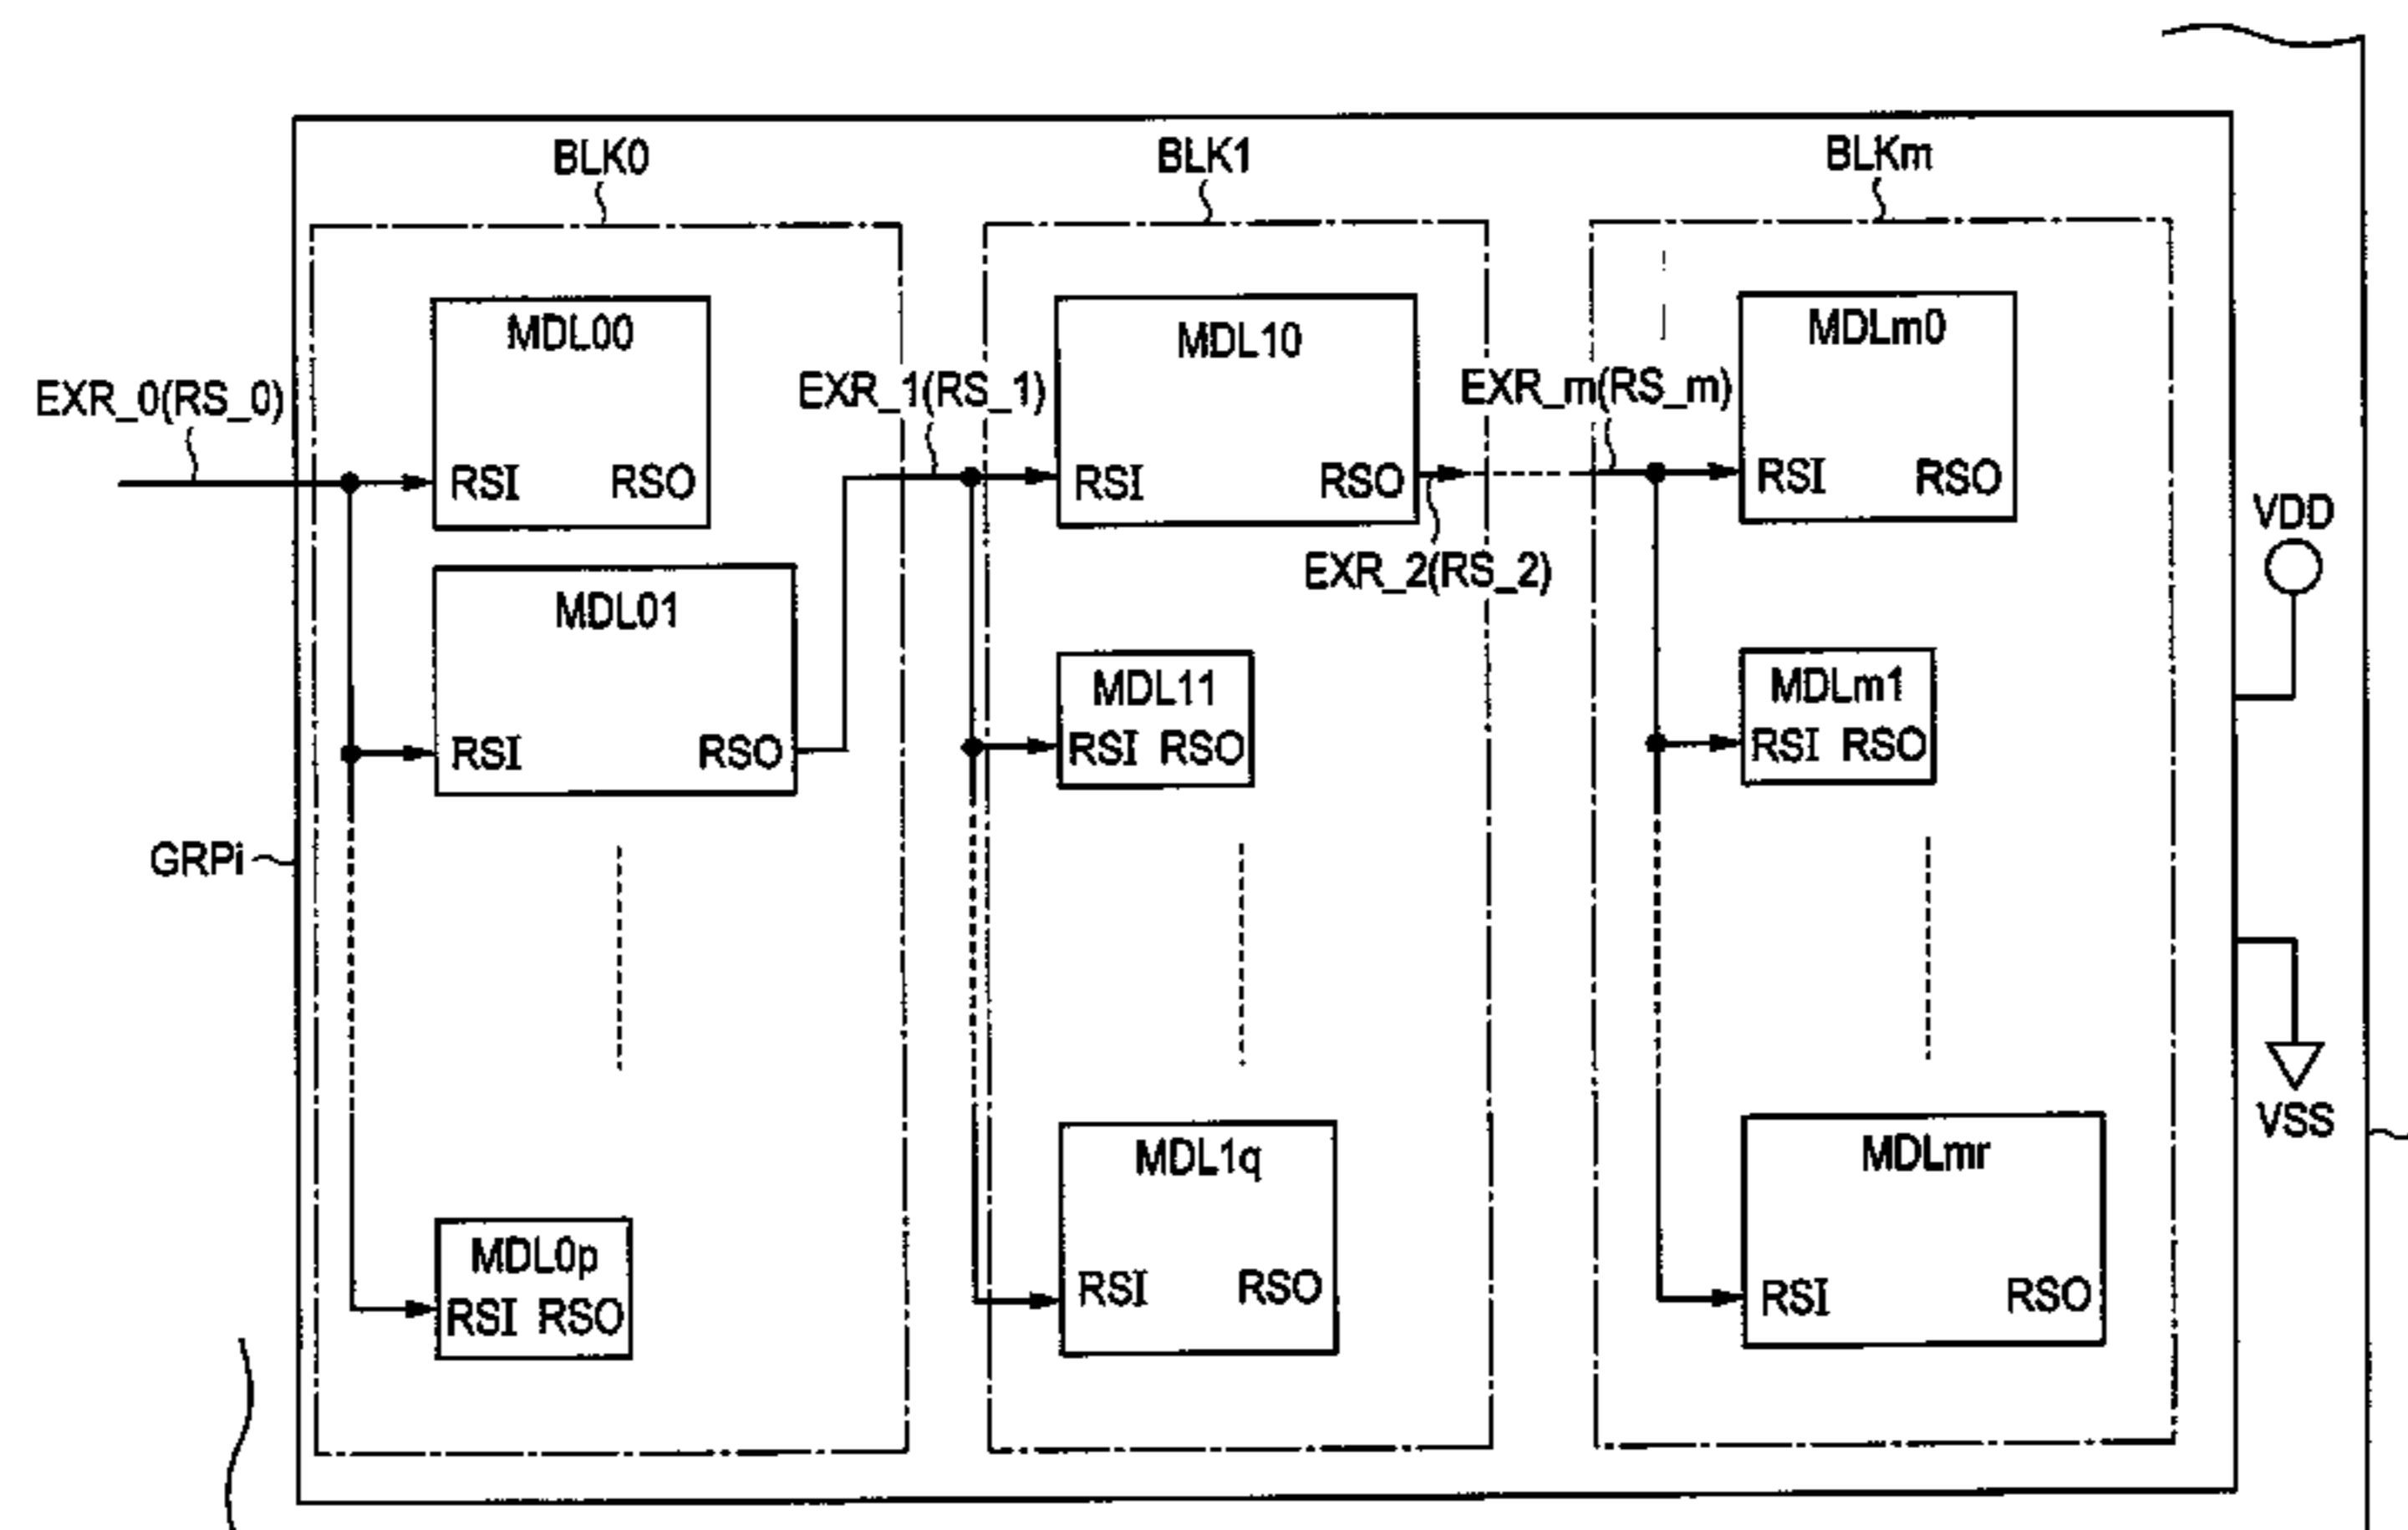 BLK0
BLK1
BLKm
MDL00
RSI RSO
MDL10
RSI RSO
MDLm0
RSI RSO
EXR_0(RS_0)
EXR_1(RS_1)
EXR_m(RS_m)
EXR_2(RS_2)
VDD
MDL01
RSI RSO
MDL11
RSI RSO
MDLm1
RSI RSO
GRPi
VSS
MDL0p
RSI RSO
MDL1q
RSI RSO
MDLmr
RSI RSO